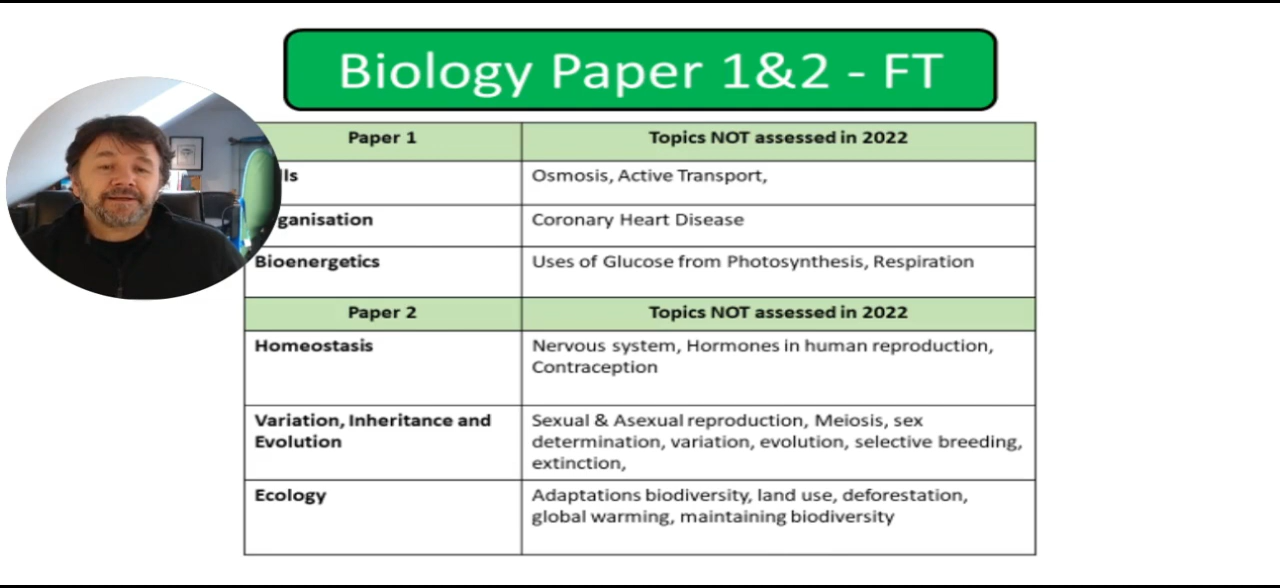 Biology Paper 1&2 - FT
Paper 1
Topics NOT assessed in 2022
Osmosis, Active Transport,
Coronary Heart Disease
Bioenergetics
Uses of Glucose from Photosynthesis, Respiration
Paper 2
Topics NOT assessed in 2022
Homeostasis
Nervous system, Hormones in human reproduction,
Contraception
Variation, Inheritance and
Evolution
Sexual & Asexual reproduction, Meiosis, sex
determination, variation, evolution, selective breeding,
extinction,
Ecology
Adaptations biodiversity, land use, deforestation,
global warming, maintaining biodiversity